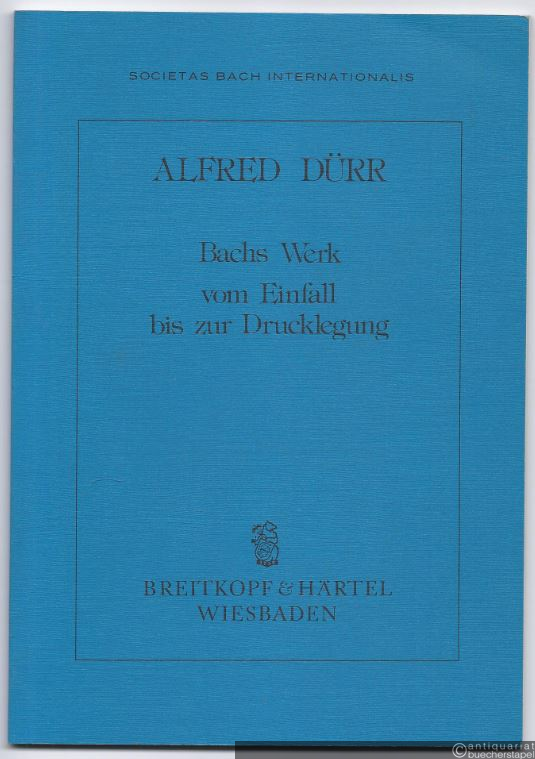 SOCIETAS BACH INTERNATIONALIS
ALFRED DÜRR
Bachs Werk
vom Einfall
bis zur Drucklegung
BREITKOPF & HÄRTEL
WIESBADEN
©antiquariat
buecherstapel